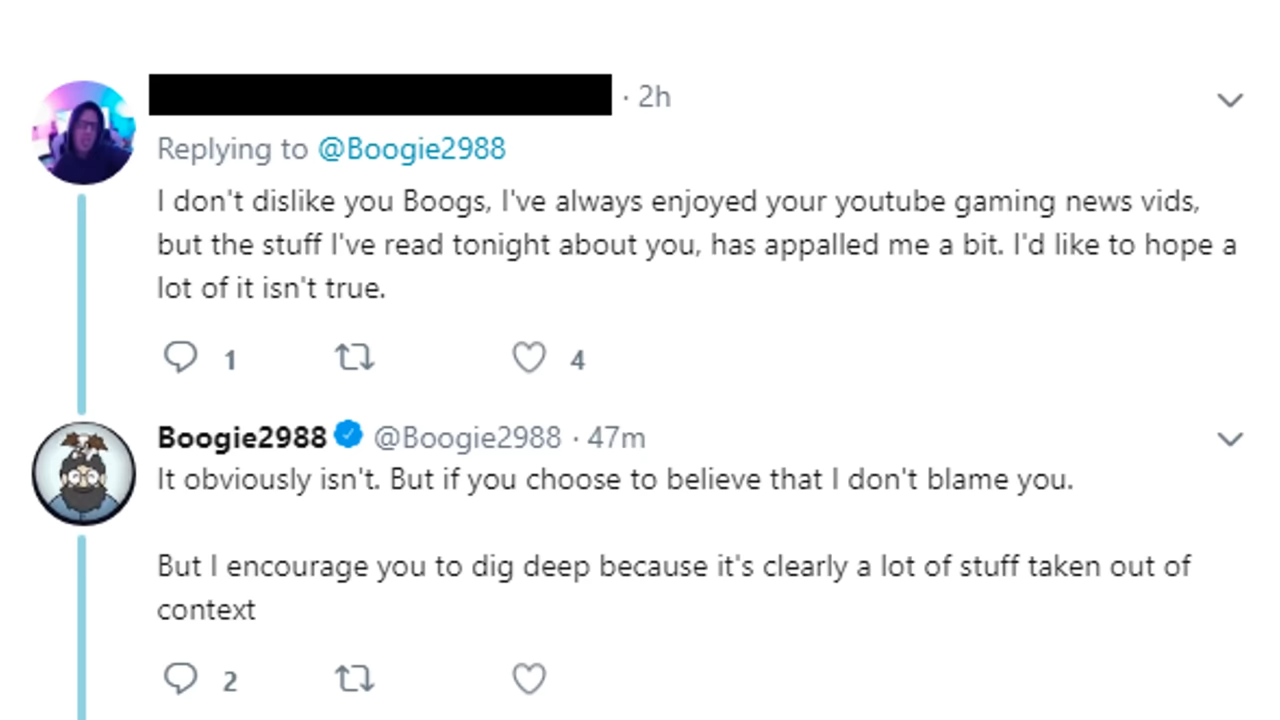 · 2h
Replying to @Boogie2988
I don't dislike you Boogs, I've always enjoyed your youtube gaming news vids,
but the stuff I've read tonight about you, has appalled me a bit. I'd like to hope a
lot of it isn't true.
1 4
Boogie2988 @Boogie2988 · 47m
It obviously isn't. But if you choose to believe that I don't blame you.
But I encourage you to dig deep because it's clearly a lot of stuff taken out of
context
2